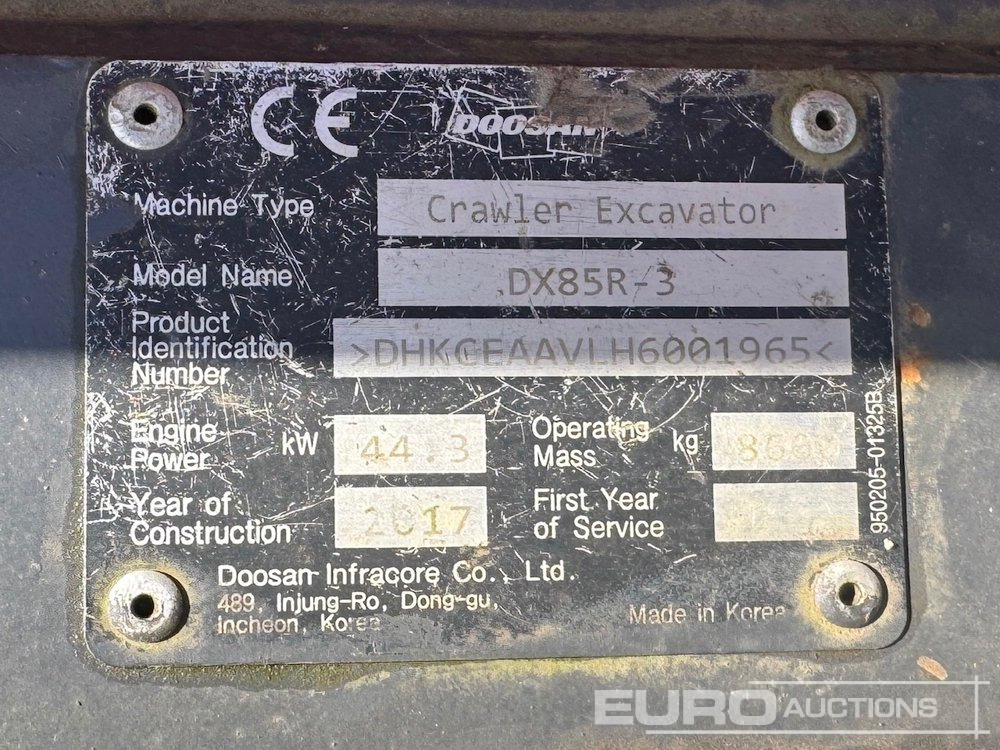 CE DOOSAN
Machine Type Crawler Excavator
Model Name DX85R-3
Product
Identification
Number >DHKCEAAVLH6001965<
Engine
Power kW 44.3
Operating
Mass kg
Year of
Construction 2017
First Year
of Service
950205-01325B
Doosan Infracore Co., Ltd.
489, Injung-Ro, Dong-gu,
Incheon, Korea
Made in Korea
EURO AUCTIONS